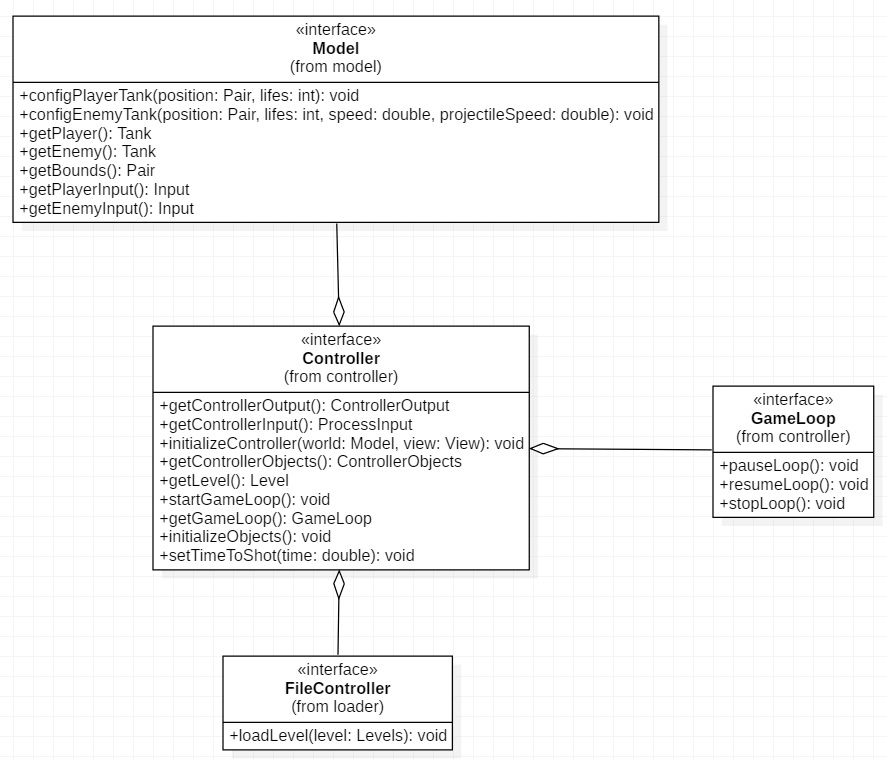 «interface»
Model
(from model)
+configPlayerTank(position: Pair, lifes: int): void
+configEnemyTank(position: Pair, lifes: int, speed: double, projectileSpeed: double): void
+getPlayer(): Tank
+getEnemy(): Tank
+getBounds(): Pair
+getPlayerInput(): Input
+getEnemyInput(): Input
«interface»
Controller
(from controller)
+getControllerOutput(): ControllerOutput
+getControllerInput(): ProcessInput
+initializeController(world: Model, view: View): void
+getControllerObjects(): ControllerObjects
+getLevel(): Level
+startGameLoop(): void
+getGameLoop(): GameLoop
+initializeObjects(): void
+setTimeToShot(time: double): void
«interface»
GameLoop
(from controller)
+pauseLoop(): void
+resumeLoop(): void
+stopLoop(): void
«interface»
FileController
(from loader)
+loadLevel(level: Levels): void